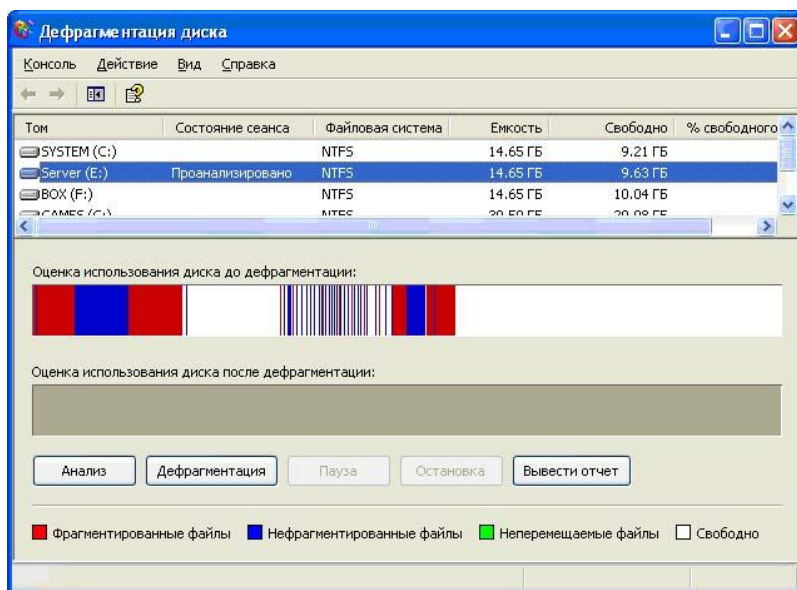 Дефрагментация диска
Консоль Действие Вид Справка
Том Состояние сеанса Файловая система Емкость Свободно % свободного
SYSTEM (C:) NTFS 14.65 ГБ 9.21 ГБ
Server (E:) Проанализировано NTFS 14.65 ГБ 9.63 ГБ
BOX (F:) NTFS 14.65 ГБ 10.04 ГБ
GAMES NTFS
Оценка использования диска до дефрагментации:
Оценка использования диска после дефрагментации:
Анализ Дефрагментация Пауза Остановка Вывести отчет
Фрагментированные файлы Нефрагментированные файлы Неперемещаемые файлы Свободно